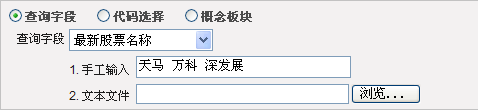 查询字段 代码选择 概念板块
查询字段 最新股票名称
1. 手工输入 天马 万科 深发展
2. 文本文件 浏览...